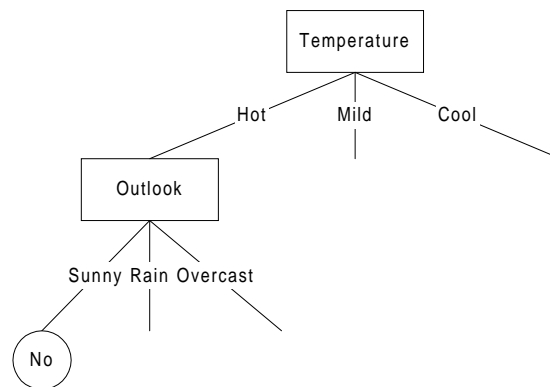 Temperature
Hot Mild Cool
Outlook
Sunny Rain Overcast
No